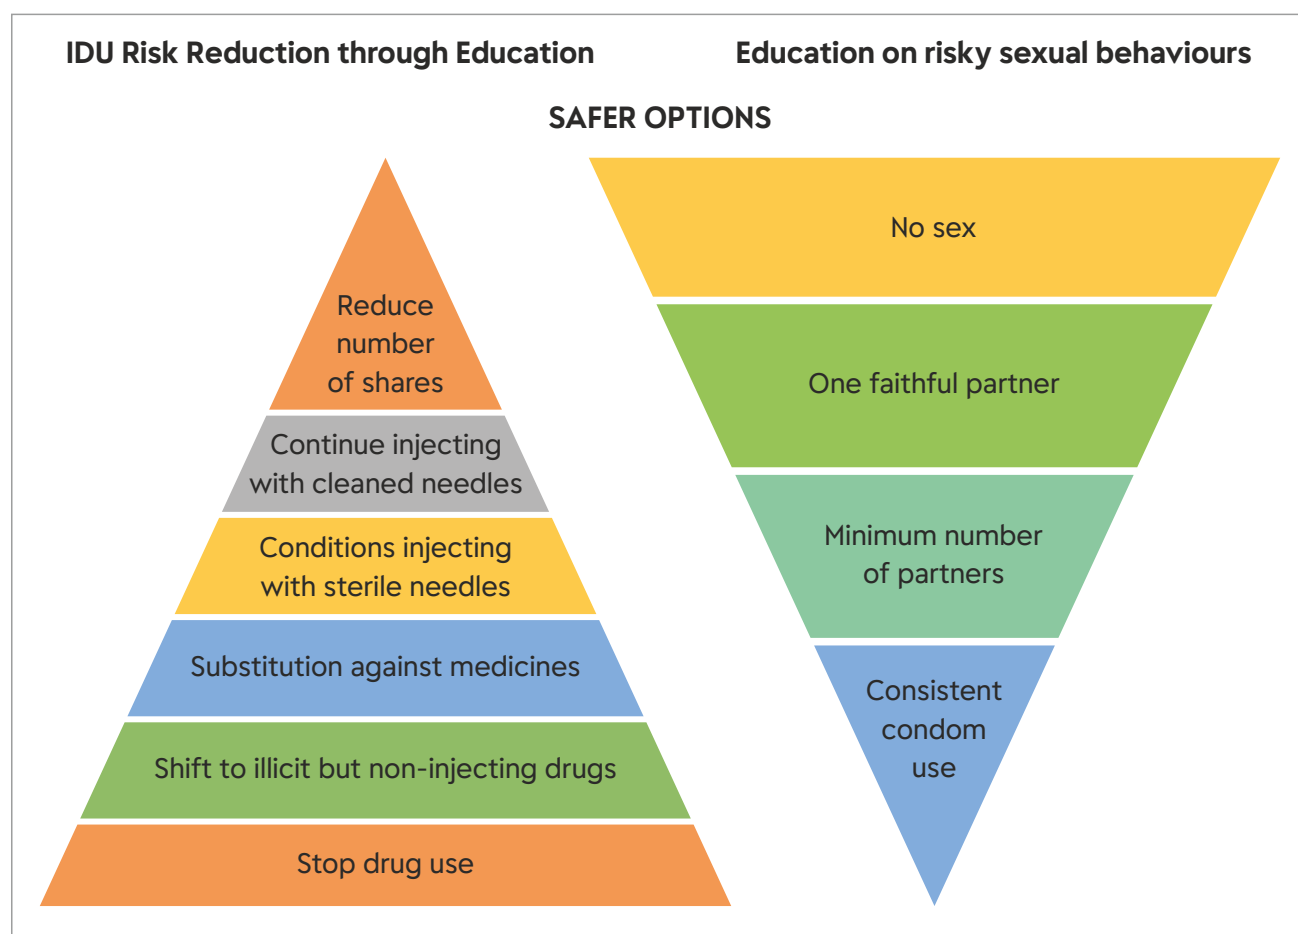 IDU Risk Reduction through Education
Education on risky sexual behaviours
SAFER OPTIONS
Reduce
number
of shares
Continue injecting
with cleaned needles
Conditions injecting
with sterile needles
Substitution against medicines
Shift to illicit but non-injecting drugs
Stop drug use
No sex
One faithful partner
Minimum number
of partners
Consistent
condom
use